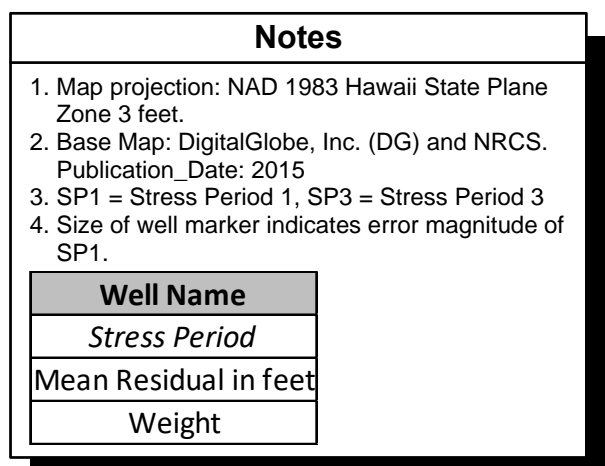 Notes
1. Map projection: NAD 1983 Hawaii State Plane
Zone 3 feet.
2. Base Map: DigitalGlobe, Inc. (DG) and NRCS.
Publication_Date: 2015
3. SP1 = Stress Period 1, SP3 = Stress Period 3
4. Size of well marker indicates error magnitude of
SP1.
Well Name
Stress Period
Mean Residual in feet
Weight